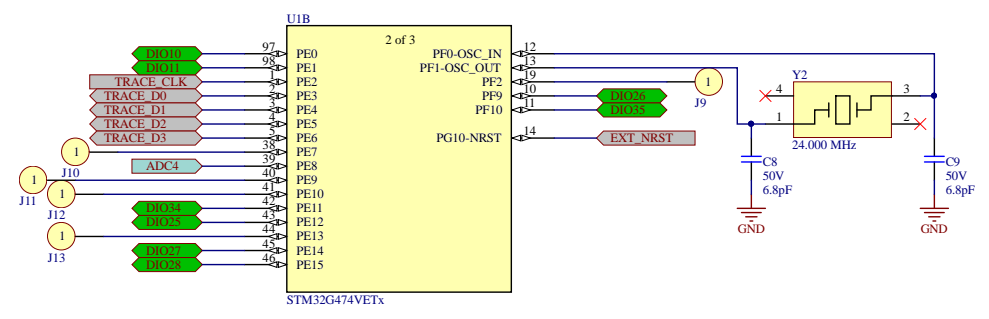 U1B
2 of 3
DIO10 97 PE0
DIO11 98 PE1
TRACE_CLK 1 PE2
TRACE_D0 2 PE3
TRACE_D1 3 PE4
TRACE_D2 4 PE5
TRACE_D3 5 PE6
1 38 PE7
J10
ADC4 39 PE8
1 40 PE9
J11
1 41 PE10
J12
DIO34 42 PE11
DIO25 43 PE12
1 44 PE13
J13
DIO27 45 PE14
DIO28 46 PE15
PF0-OSC_IN 12
PF1-OSC_OUT 13
PF2 19 1
J9
PF9 10 DIO26
PF10 11 DIO35
PG10-NRST 14 EXT_NRST
STM32G474VETx
Y2
4 3
1 2
24.000 MHz
C8
50V
6.8pF
GND
C9
50V
6.8pF
GND